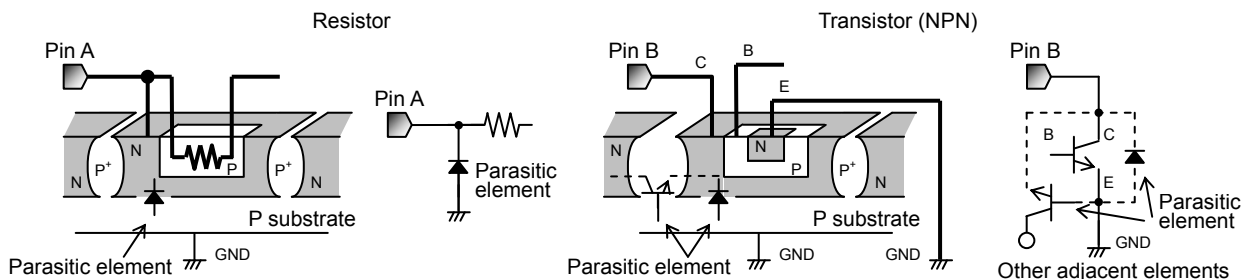 Resistor
Pin A
N
P+
N
P
P+
N
P substrate
Parasitic element
GND
Pin A
Parasitic
element
Transistor (NPN)
Pin B
C
B
E
N
P+
N
P
P+
N
P substrate
Parasitic element
GND
GND
Pin B
B
C
E
Parasitic
element
GND
Other adjacent elements